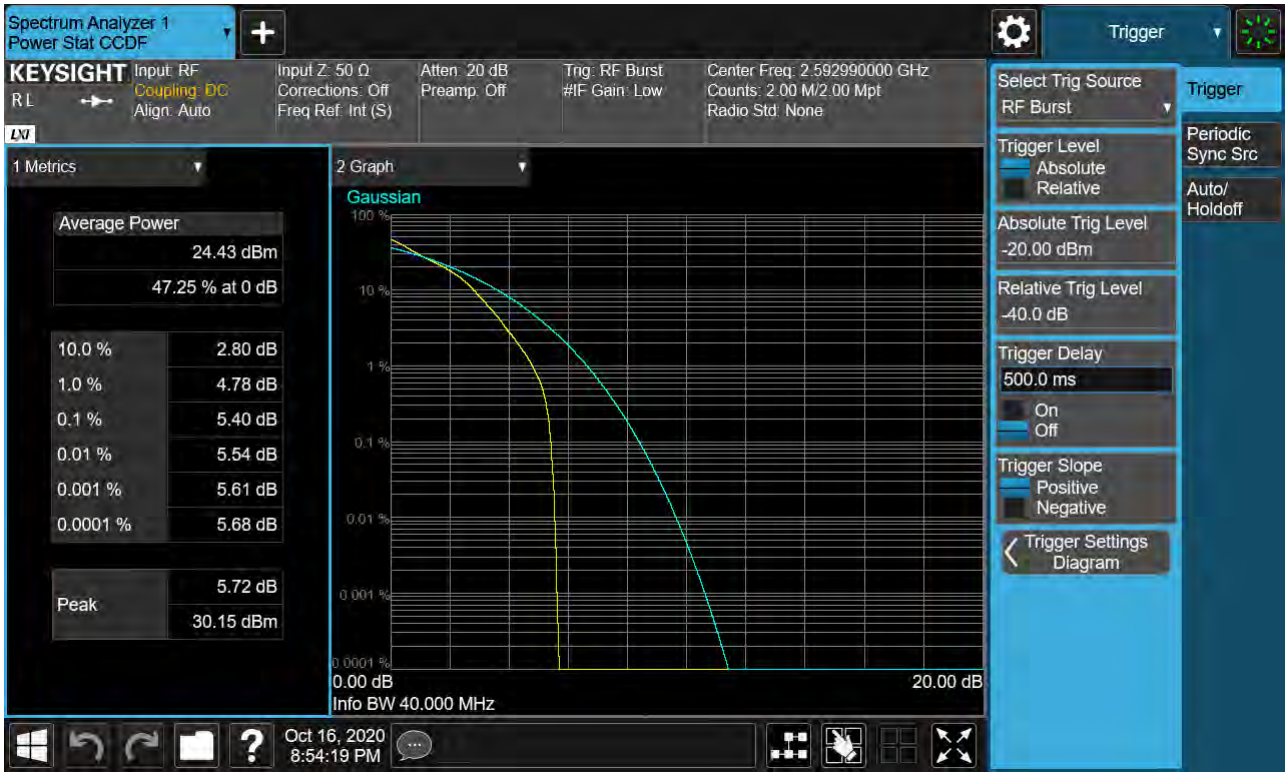 Spectrum Analyzer 1
Power Stat CCDF
+
Trigger
KEYSIGHT
RL
LXI
Input: RF
Coupling: DC
Align: Auto
Input Z: 50 Ω
Corrections: Off
Freq Ref: Int (S)
Atten: 20 dB
Preamp: Off
Trig: RF Burst
#IF Gain: Low
Center Freq: 2.592990000 GHz
Counts: 2.00 M/2.00 Mpt
Radio Std: None
1 Metrics
Average Power
24.43 dBm
47.25 % at 0 dB
10.0 % 2.80 dB
1.0 % 4.78 dB
0.1 % 5.40 dB
0.01 % 5.54 dB
0.001 % 5.61 dB
0.0001 % 5.68 dB
Peak
5.72 dB
30.15 dBm
2 Graph
Gaussian
100 %
10 %
1 %
0.1 %
0.01 %
0.001 %
0.0001 %
0.00 dB 20.00 dB
Info BW 40.000 MHz
Select Trig Source
RF Burst
Trigger Level
Absolute
Relative
Absolute Trig Level
-20.00 dBm
Relative Trig Level
-40.0 dB
Trigger Delay
500.0 ms
On
Off
Trigger Slope
Positive
Negative
Trigger Settings
Diagram
Trigger
Periodic
Sync Src
Auto/
Holdoff
?
Oct 16, 2020
8:54:19 PM